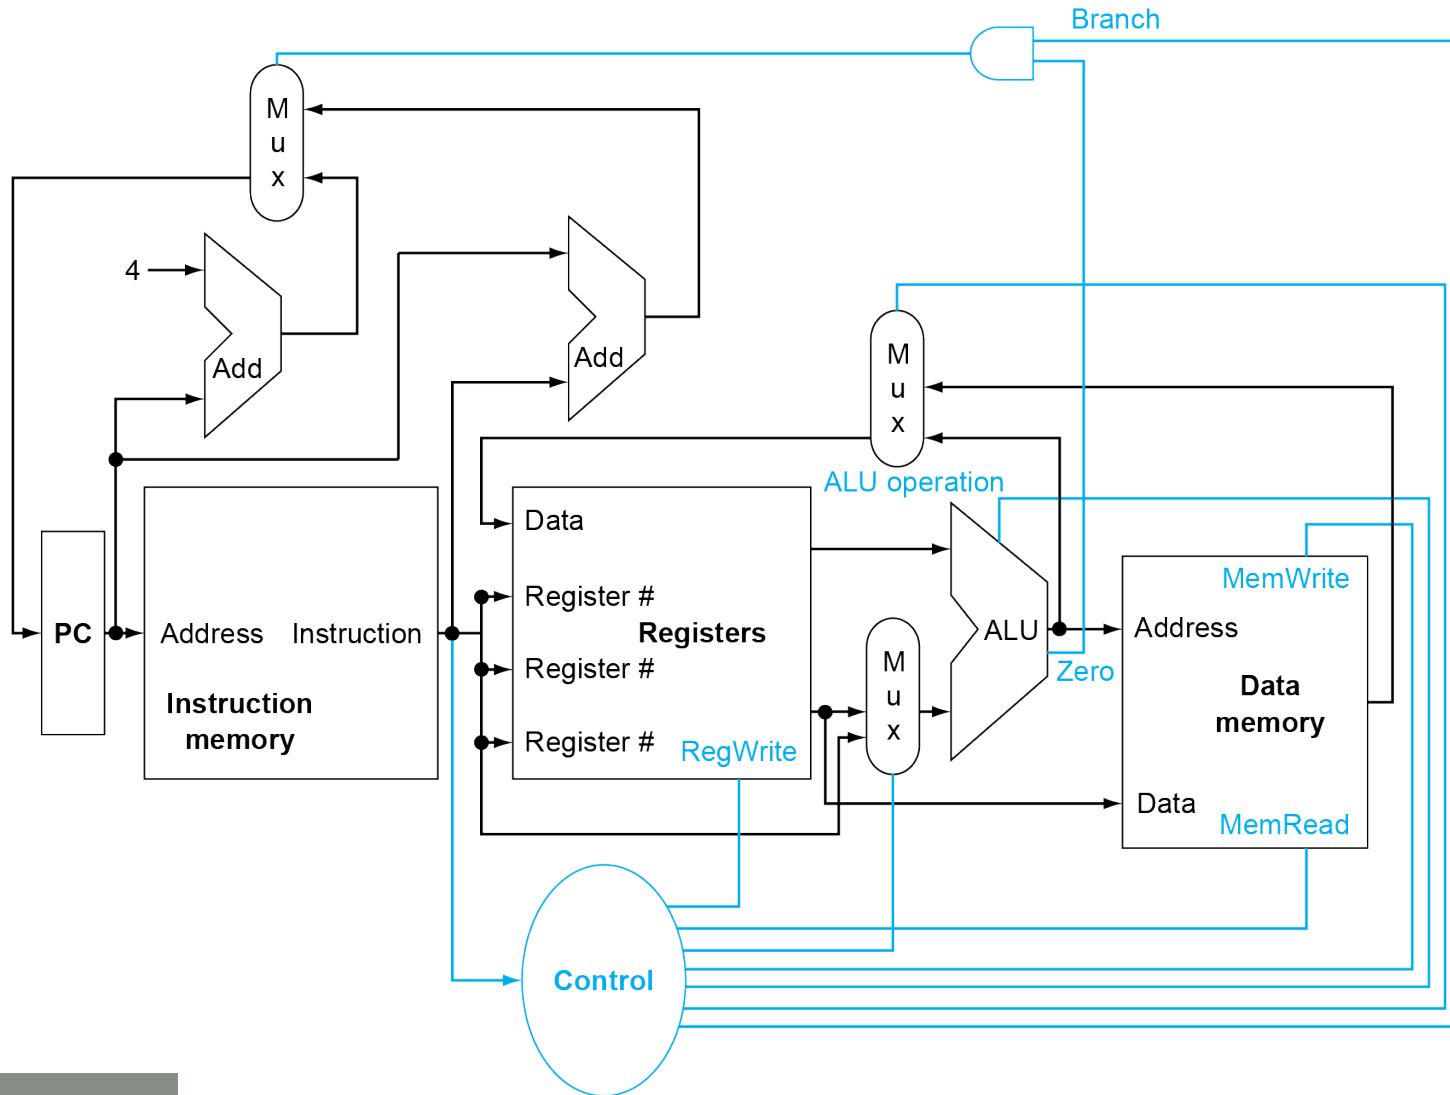 Branch
M
u
x
4
Add
Add
M
u
x
ALU operation
Data
Register #
Register #
Register #
Registers
RegWrite
PC
Address
Instruction
Instruction
memory
M
u
x
ALU
Zero
MemWrite
Address
Data
memory
Data
MemRead
Control